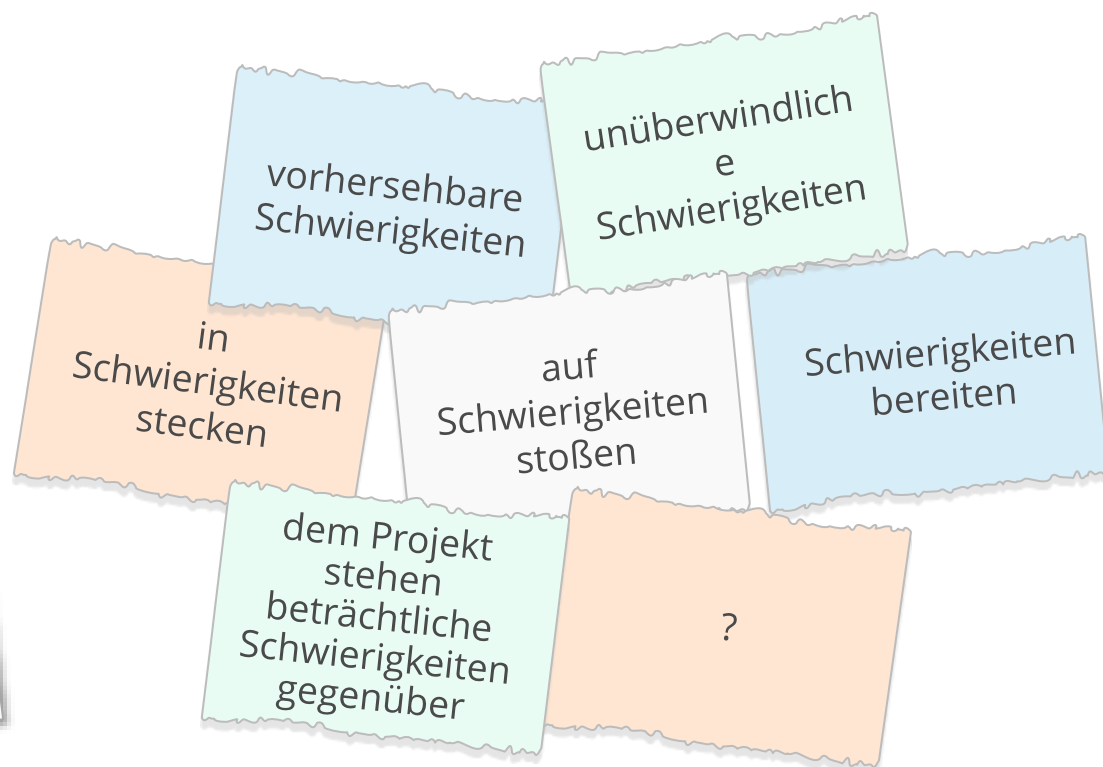 vorhersehbare
Schwierigkeiten
unüberwindlich
e
Schwierigkeiten
in
Schwierigkeiten
stecken
auf
Schwierigkeiten
stoßen
Schwierigkeiten
bereiten
dem Projekt
stehen
beträchtliche
Schwierigkeiten
gegenüber
?